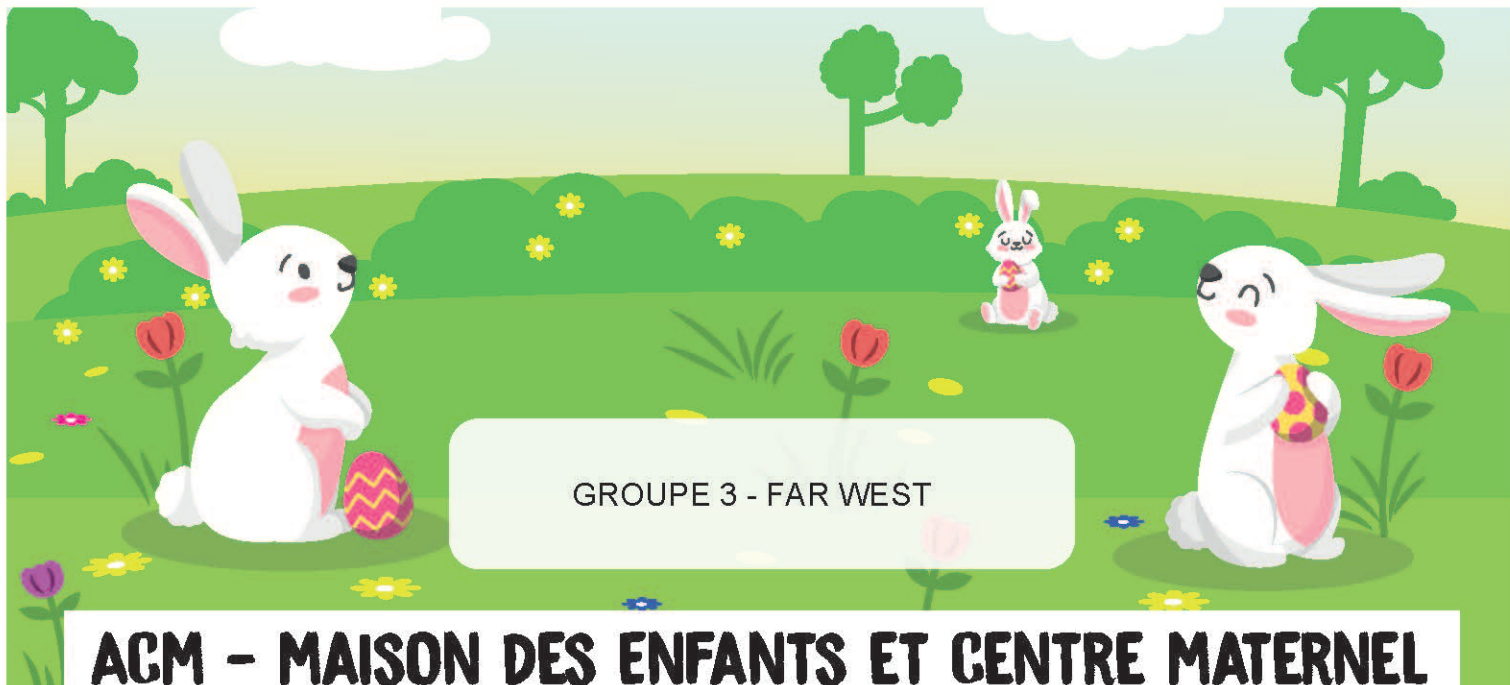 GROUPE 3 - FAR WEST
ACM - MAISON DES ENFANTS ET CENTRE MATERNEL